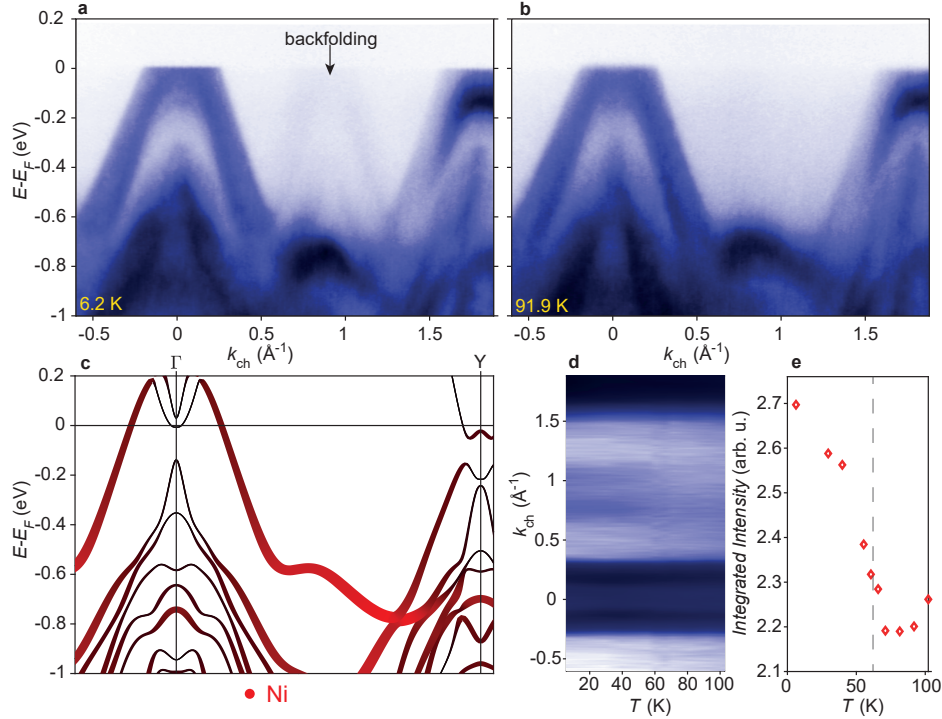 a
b
0.2
0
-0.2
-0.4
-0.6
-0.8
-1
E-E_F (eV)
backfolding
6.2 K
91.9 K
-0.5
0
0.5
1
1.5
k_ch (Å⁻¹)
-0.5
0
0.5
1
1.5
k_ch (Å⁻¹)
c
Γ
Y
0.2
0
-0.2
-0.4
-0.6
-0.8
-1
E-E_F (eV)
Ni
d
1.5
1
0.5
0
-0.5
k_ch (Å⁻¹)
20
40
60
80
100
T (K)
e
2.7
2.6
2.5
2.4
2.3
2.2
2.1
Integrated Intensity (arb. u.)
0
50
100
T (K)